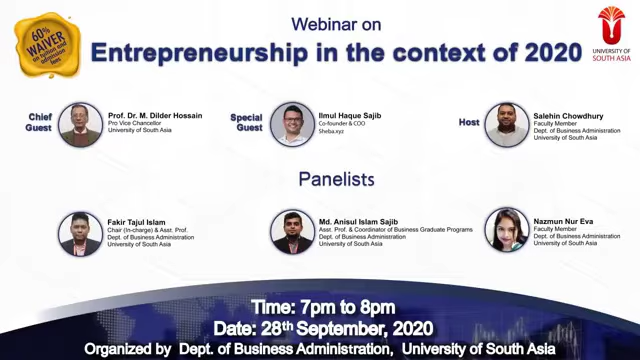 Webinar on
Entrepreneurship in the context of 2020
60%
WAIVER
on tuition and
admission
fees
UNIVERSITY OF
SOUTH ASIA
Chief
Guest
Prof. Dr. M. Dilder Hossain
Pro Vice Chancellor
University of South Asia
Special
Guest
Ilmul Haque Sajib
Co-founder & COO
Sheba.xyz
Host
Salehin Chowdhury
Faculty Member
Dept. of Business Administration
University of South Asia
Panelists
Fakir Tajul Islam
Chair (In-charge) & Asst. Prof.
Dept. of Business Administration
University of South Asia
Md. Anisul Islam Sajib
Asst. Prof & Coordinator of Business Graduate Programs
Dept. of Business Administration
University of South Asia
Nazmun Nur Eva
Faculty Member
Dept. of Business Administration
University of South Asia
Time: 7pm to 8pm
Date: 28th September, 2020
Organized by Dept. of Business Administration, University of South Asia